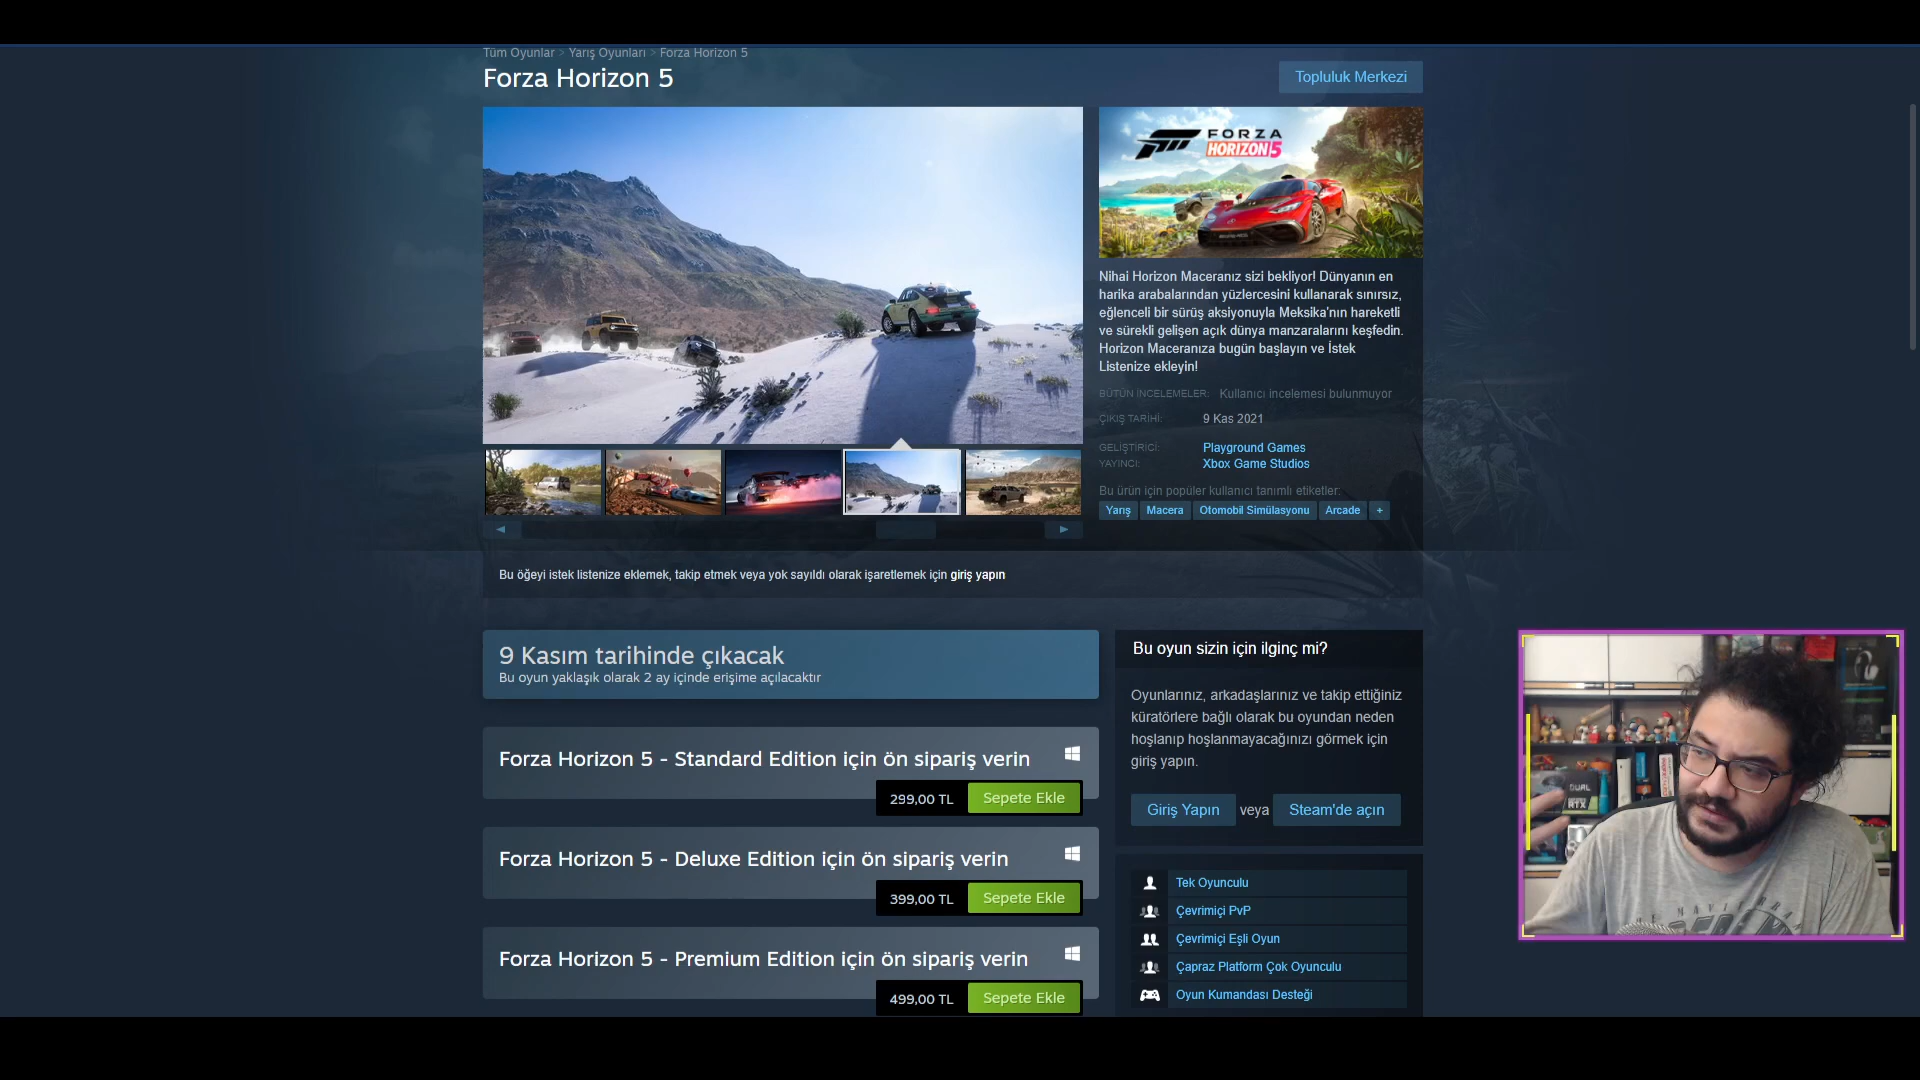 Tüm Oyunlar > Yarış Oyunları > Forza Horizon 5
Forza Horizon 5
Topluluk Merkezi
FORZA
HORIZON 5
Nihai Horizon Maceranız sizi bekliyor! Dünyanın en
harika arabalarından yüzlercesini kullanarak sınırsız,
eğlenceli bir sürüş aksiyonuyla Meksika'nın hareketli
ve sürekli gelişen açık dünya manzaralarını keşfedin.
Horizon Maceranıza bugün başlayın ve İstek
Listenize ekleyin!
BÜTÜN İNCELEMELER: Kullanıcı incelemesi bulunmuyor
ÇIKIŞ TARİHİ: 9 Kas 2021
GELİŞTİRİCİ: Playground Games
YAYINCI: Xbox Game Studios
Bu ürün için popüler kullanıcı tanımlı etiketler:
Yarış Macera Otomobil Simülasyonu Arcade +
Bu öğeyi istek listenize eklemek, takip etmek veya yok sayıldı olarak işaretlemek için giriş yapın
9 Kasım tarihinde çıkacak
Bu oyun yaklaşık olarak 2 ay içinde erişime açılacaktır
Forza Horizon 5 - Standard Edition için ön sipariş verin
299,00 TL Sepete Ekle
Forza Horizon 5 - Deluxe Edition için ön sipariş verin
399,00 TL Sepete Ekle
Forza Horizon 5 - Premium Edition için ön sipariş verin
499,00 TL Sepete Ekle
Bu oyun sizin için ilginç mi?
Oyunlarınız, arkadaşlarınız ve takip ettiğiniz
küratörlere bağlı olarak bu oyundan neden
hoşlanıp hoşlanmayacağınızı görmek için
giriş yapın.
Giriş Yapın veya Steam'de açın
Tek Oyunculu
Çevrimiçi PvP
Çevrimiçi Eşli Oyun
Çapraz Platform Çok Oyunculu
Oyun Kumandası Desteği
DUAL
RTX